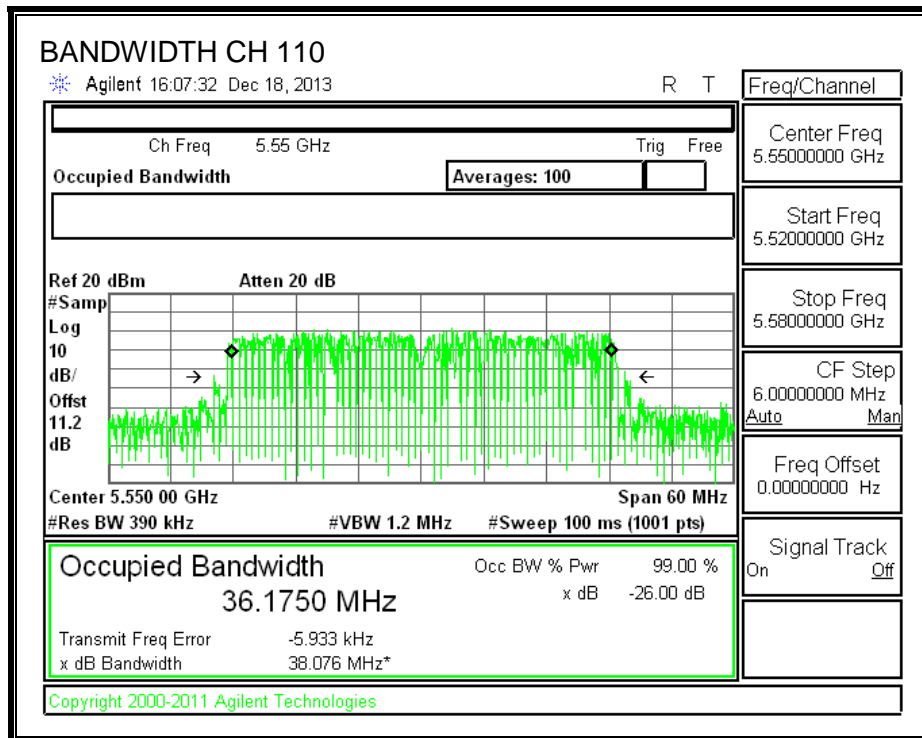 BANDWIDTH CH 110
Agilent 16:07:32 Dec 18, 2013 R T
Freq/Channel
Ch Freq 5.55 GHz Trig Free
Occupied Bandwidth Averages: 100
Center Freq
5.55000000 GHz
Start Freq
5.52000000 GHz
Stop Freq
5.58000000 GHz
CF Step
6.00000000 MHz
Auto Man
Freq Offset
0.00000000 Hz
Signal Track
On Off
Ref 20 dBm Atten 20 dB
#Samp
Log
10
dB/
Offst
11.2
dB
Center 5.550 00 GHz Span 60 MHz
#Res BW 390 kHz #VBW 1.2 MHz #Sweep 100 ms (1001 pts)
Occupied Bandwidth Occ BW % Pwr 99.00 %
36.1750 MHz x dB -26.00 dB
Transmit Freq Error -5.933 kHz
x dB Bandwidth 38.076 MHz*
Copyright 2000-2011 Agilent Technologies